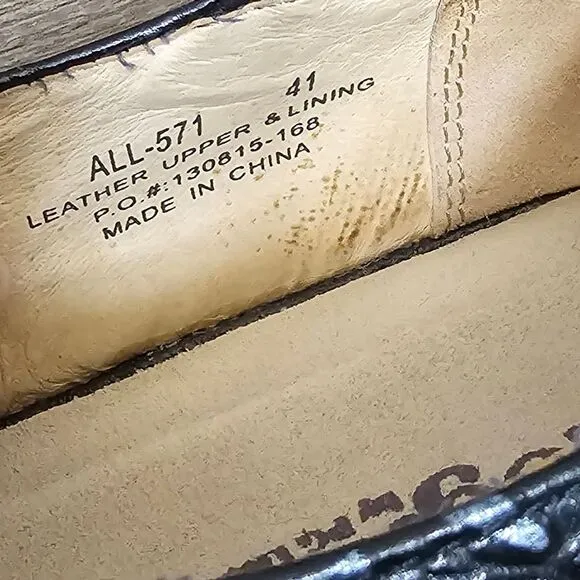 ALL-571 41
LEATHER UPPER & LINING
P.O.#:130815-168
MADE IN CHINA